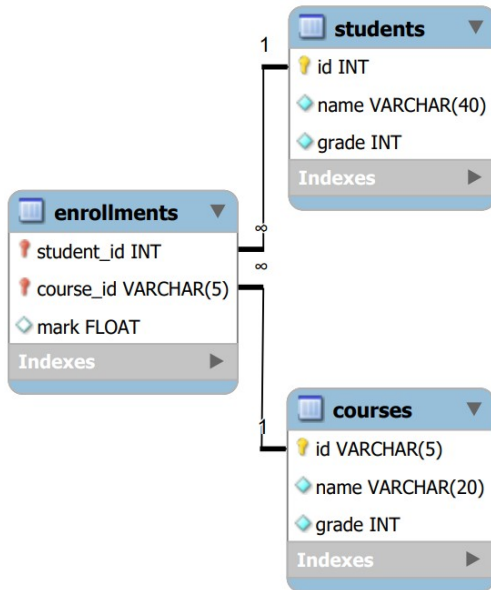 students
id INT
name VARCHAR(40)
grade INT
Indexes
1
∞
enrollments
student_id INT
course_id VARCHAR(5)
mark FLOAT
Indexes
∞
1
courses
id VARCHAR(5)
name VARCHAR(20)
grade INT
Indexes